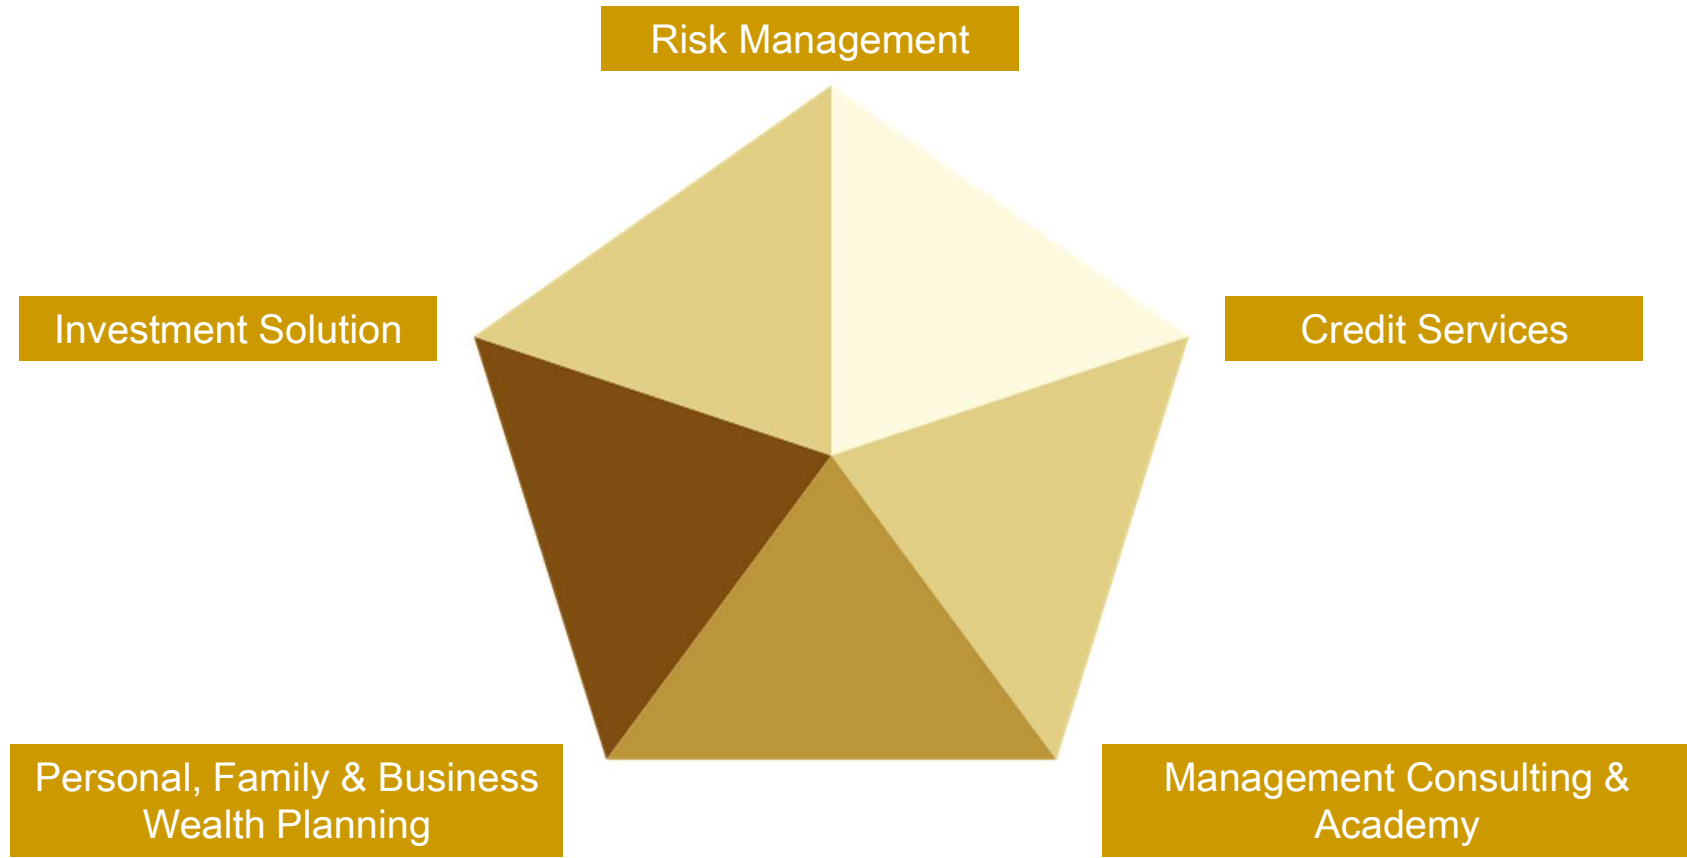 Risk Management
Investment Solution
Credit Services
Personal, Family & Business
Wealth Planning
Management Consulting &
Academy